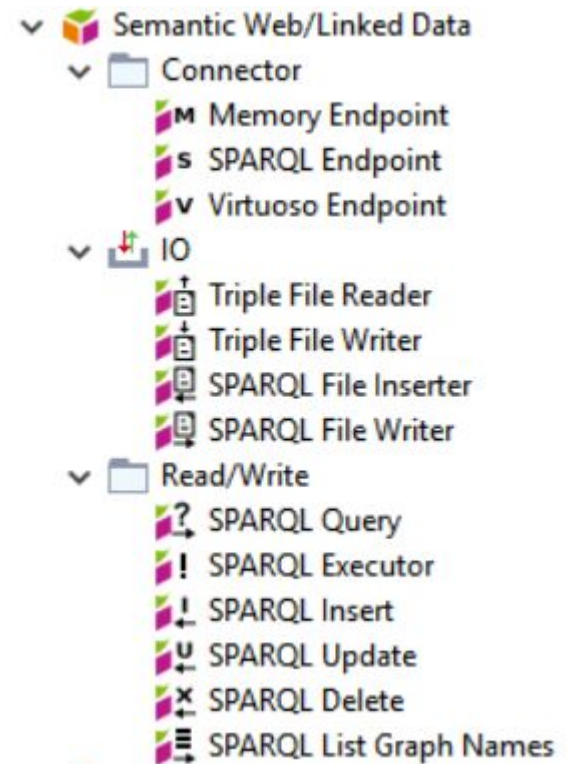 Semantic Web/Linked Data
Connector
M Memory Endpoint
S SPARQL Endpoint
V Virtuoso Endpoint
IO
Triple File Reader
Triple File Writer
SPARQL File Inserter
SPARQL File Writer
Read/Write
? SPARQL Query
! SPARQL Executor
! SPARQL Insert
U SPARQL Update
X SPARQL Delete
SPARQL List Graph Names